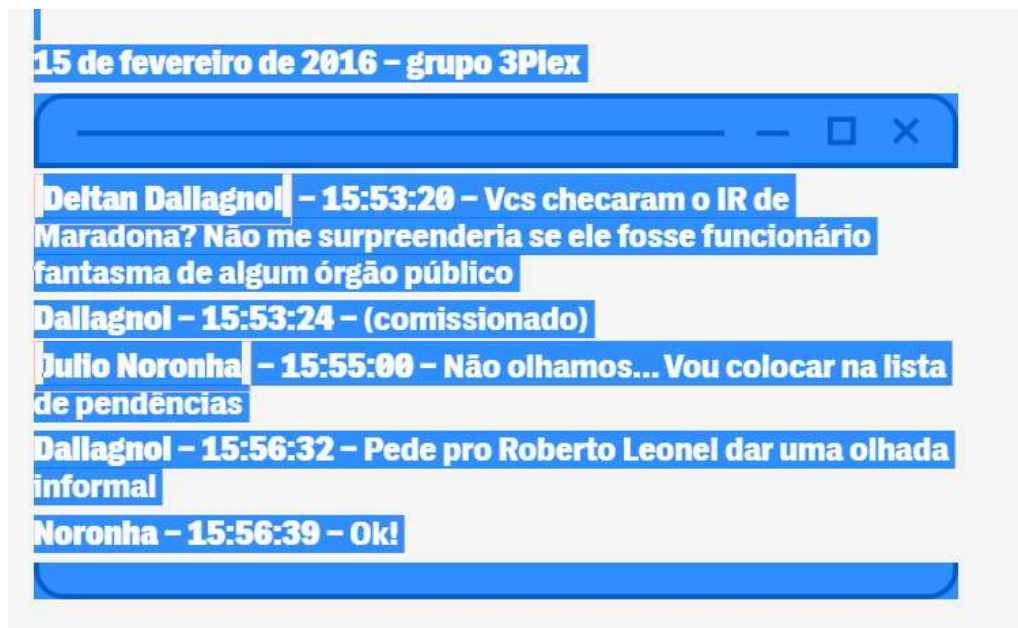 15 de fevereiro de 2016 – grupo 3Plex
Deltan Dallagnol – 15:53:20 – Vcs checaram o IR de
Maradona? Não me surpreenderia se ele fosse funcionário
fantasma de algum órgão público
Dallagnol – 15:53:24 – (comissionado)
Julio Noronha – 15:55:00 – Não olhamos... Vou colocar na lista
de pendências
Dallagnol – 15:56:32 – Pede pro Roberto Leonel dar uma olhada
informal
Noronha – 15:56:39 – Ok!